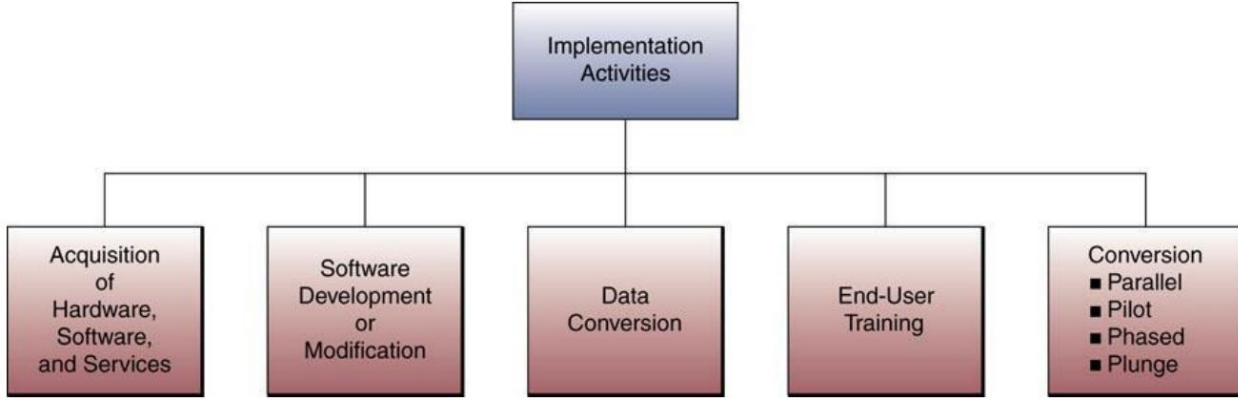 Implementation
Activities
Acquisition
of
Hardware,
Software,
and Services
Software
Development
or
Modification
Data
Conversion
End-User
Training
Conversion
■ Parallel
■ Pilot
■ Phased
■ Plunge